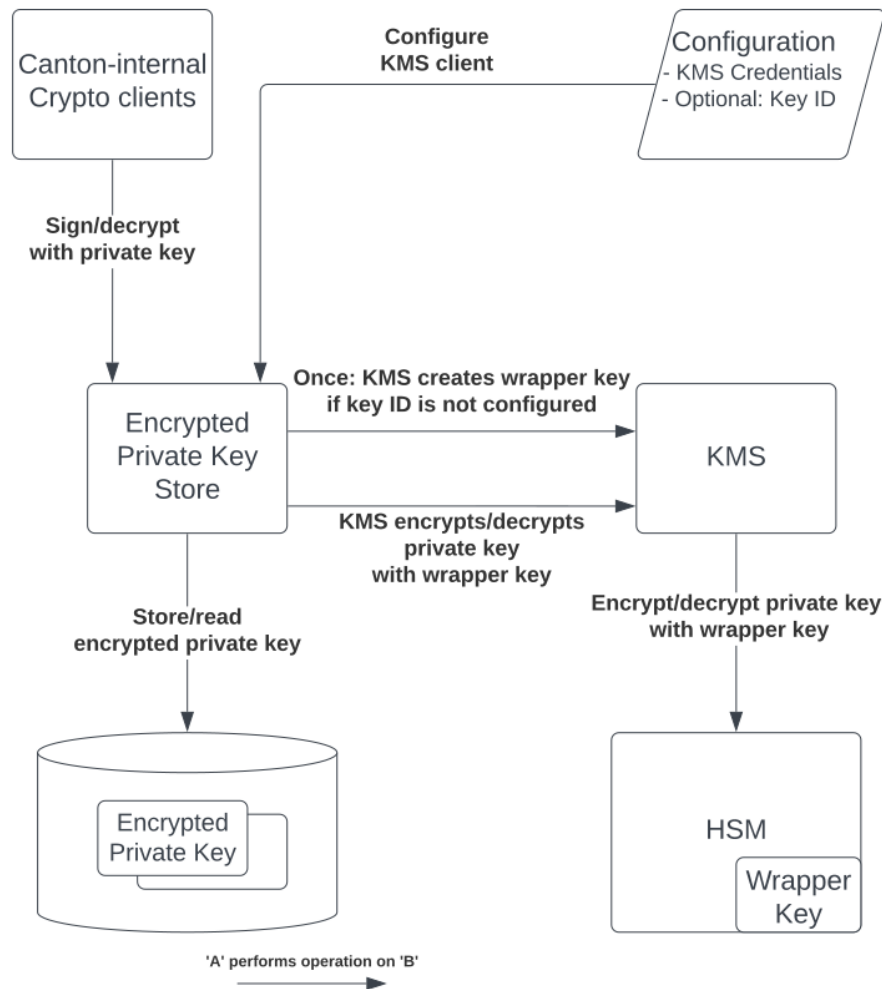 Canton-internal
Crypto clients
Configure
KMS client
Configuration
- KMS Credentials
- Optional: Key ID
Sign/decrypt
with private key
Once: KMS creates wrapper key
if key ID is not configured
Encrypted
Private Key
Store
KMS
KMS encrypts/decrypts
private key
with wrapper key
Store/read
encrypted private key
Encrypt/decrypt private key
with wrapper key
Encrypted
Private Key
HSM
Wrapper
Key
'A' performs operation on 'B'